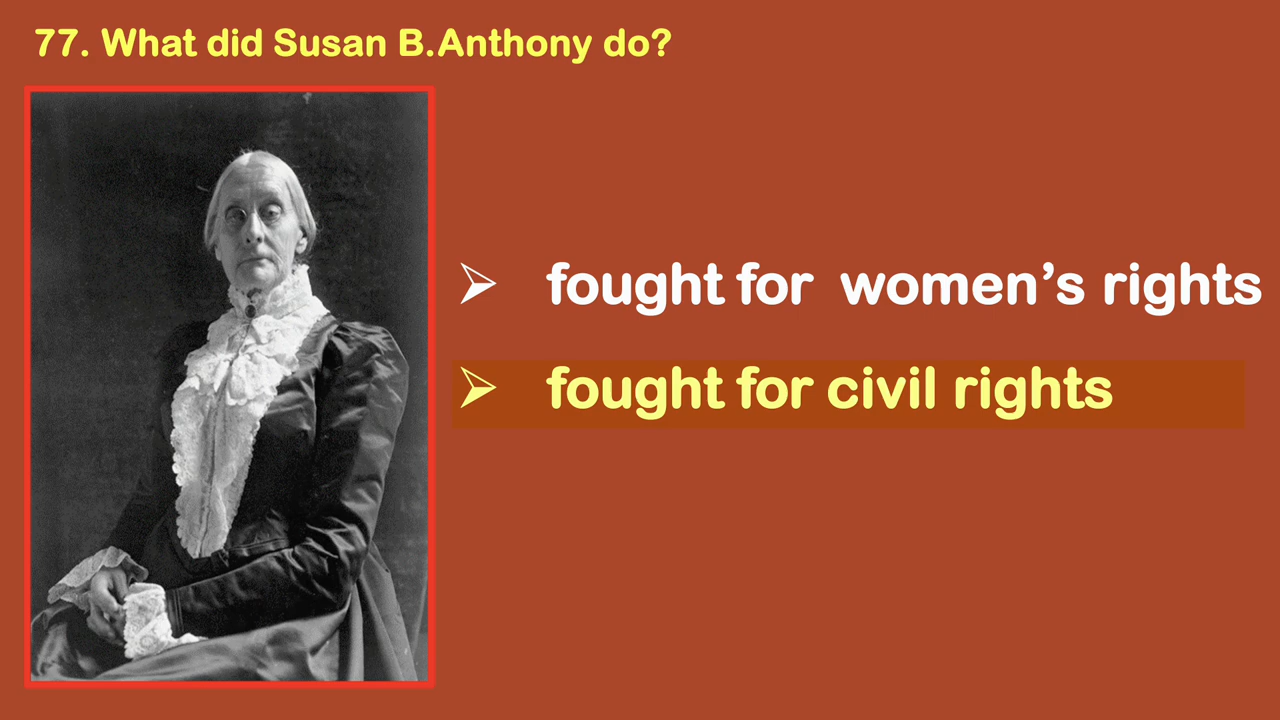 77. What did Susan B.Anthony do?
➢ fought for women’s rights
➢ fought for civil rights